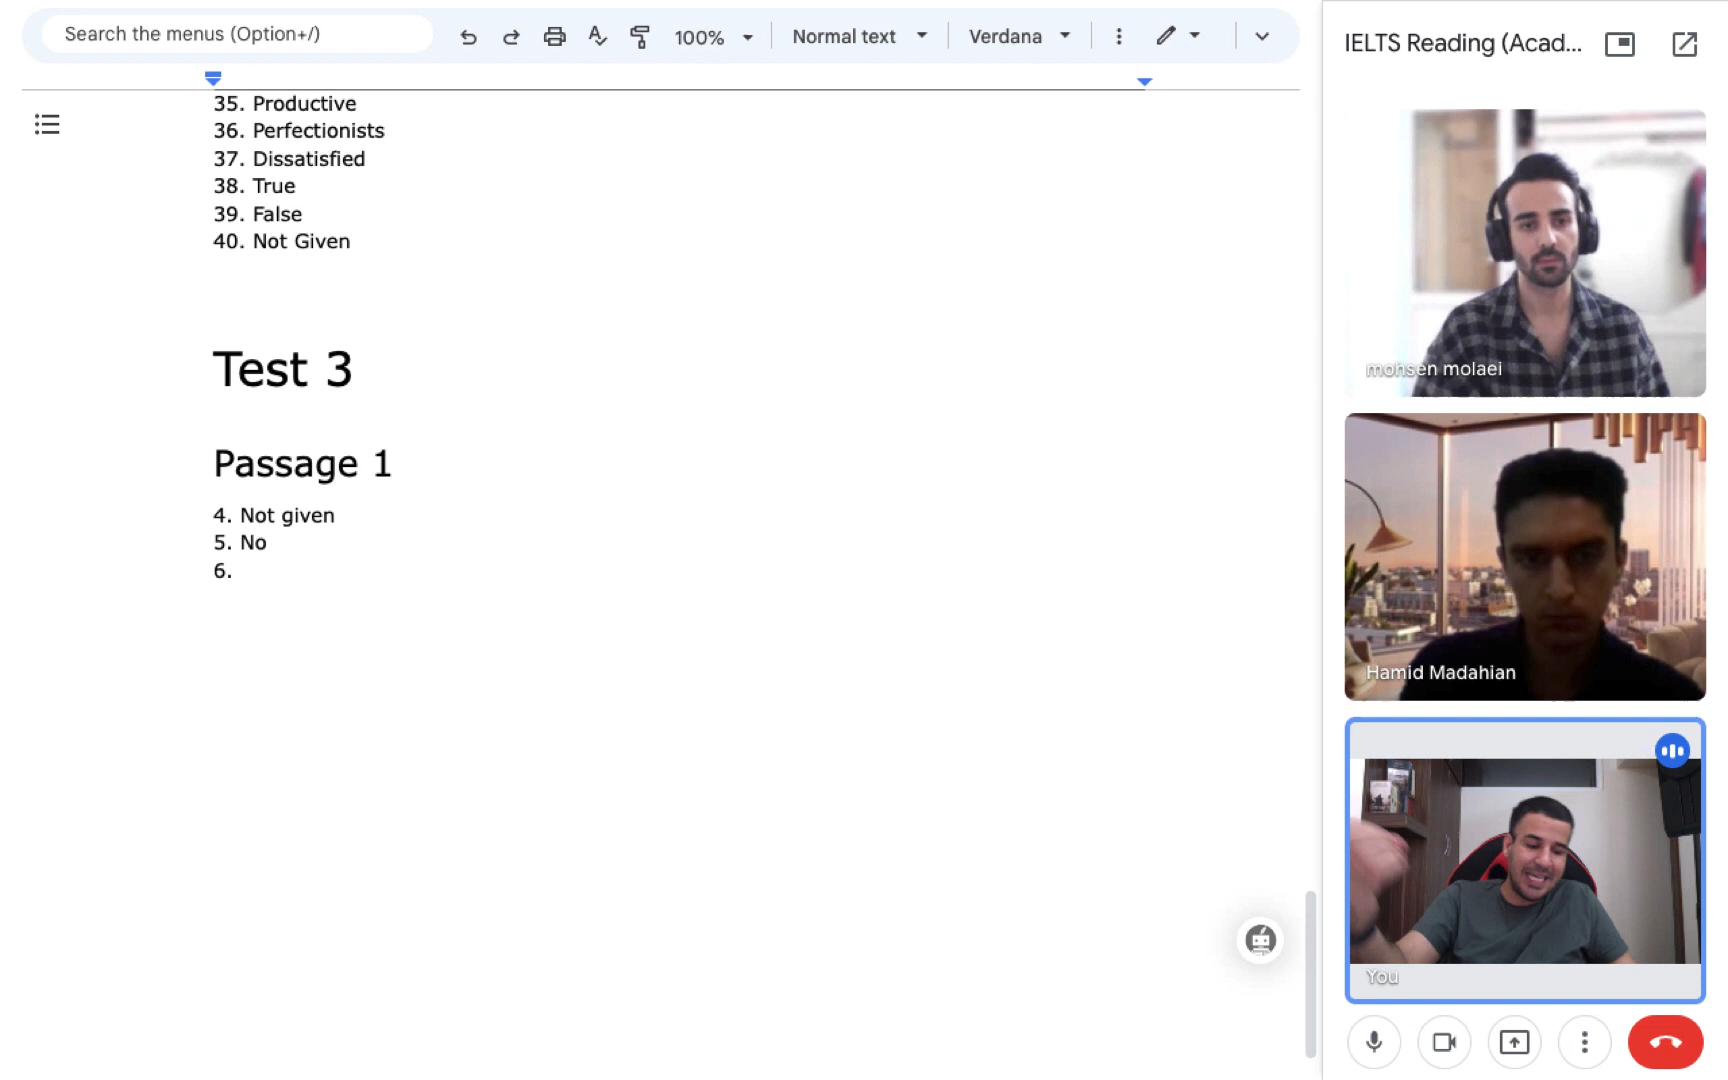 Search the menus (Option+/)
100%
Normal text
Verdana
35. Productive
36. Perfectionists
37. Dissatisfied
38. True
39. False
40. Not Given
Test 3
Passage 1
4. Not given
5. No
6.
IELTS Reading (Acad...
mohsen molaei
Hamid Madahian
You